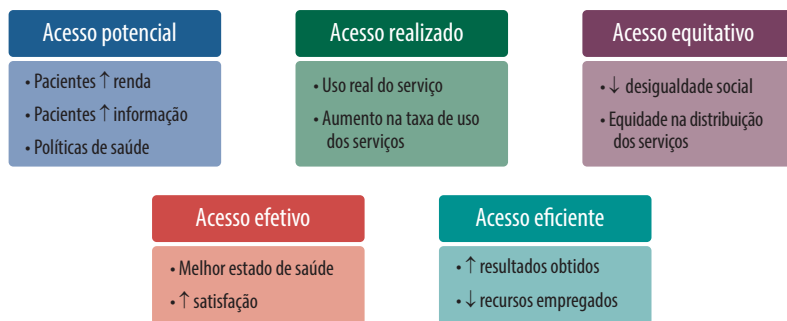 Acesso potencial
• Pacientes ↑ renda
• Pacientes ↑ informação
• Políticas de saúde
Acesso realizado
• Uso real do serviço
• Aumento na taxa de uso
dos serviços
Acesso equitativo
• ↓ desigualdade social
• Equidade na distribuição
dos serviços
Acesso efetivo
• Melhor estado de saúde
• ↑ satisfação
Acesso eficiente
• ↑ resultados obtidos
• ↓ recursos empregados